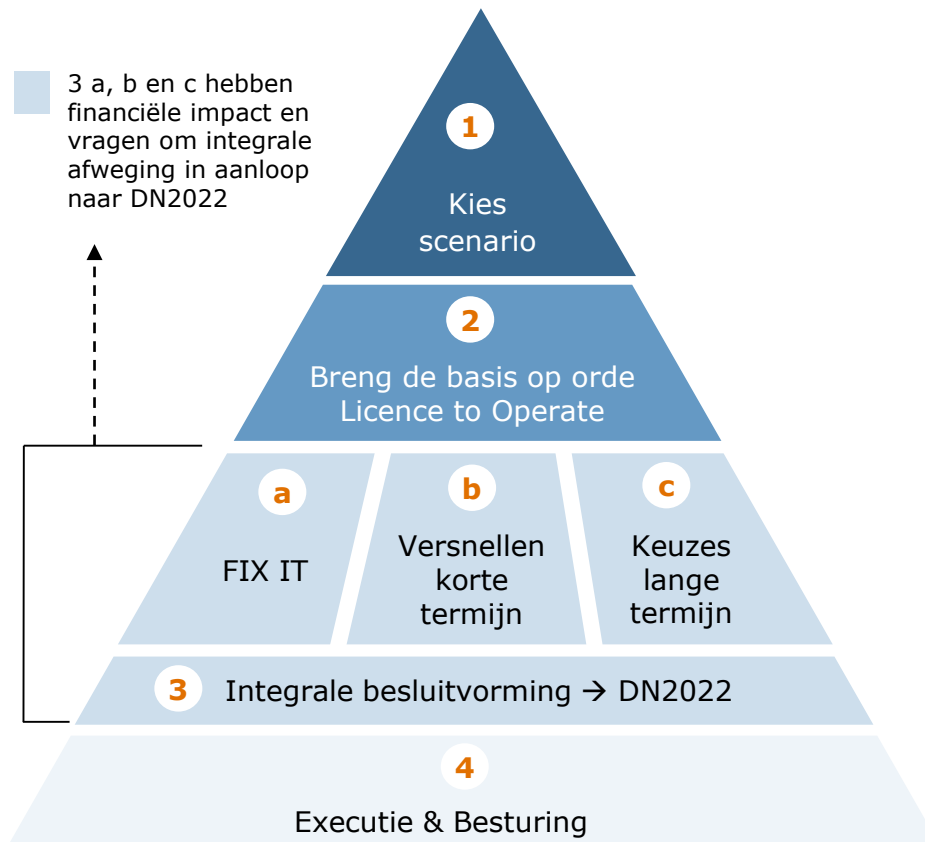 3 a, b en c hebben
financiële impact en
vragen om integrale
afweging in aanloop
naar DN2022
1
Kies
scenario
2
Breng de basis op orde
Licence to Operate
a
FIX IT
b
Versnellen
korte
termijn
c
Keuzes
lange
termijn
3 Integrale besluitvorming → DN2022
4
Executie & Besturing